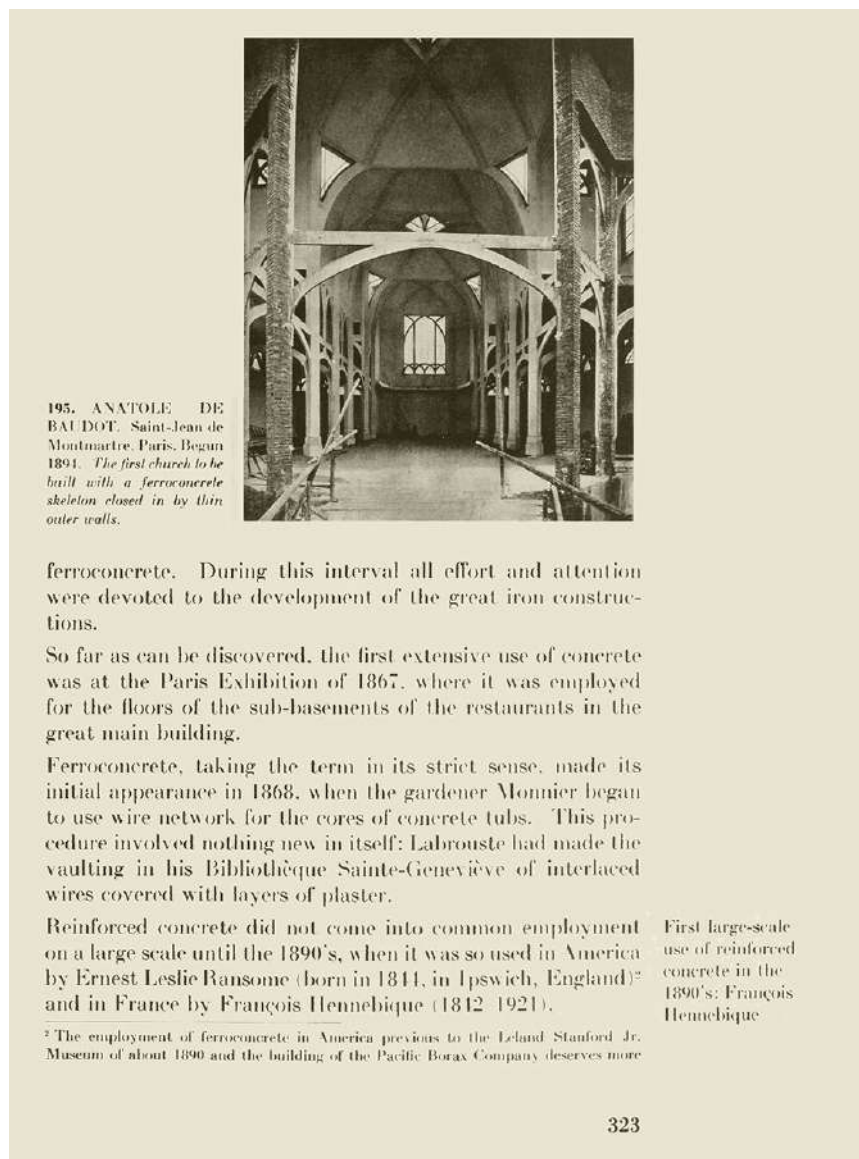 195. ANATOLE DE
BAUDOT. Saint-Jean de
Montmartre, Paris. Begun
1894. The first church to be
built with a ferroconcrete
skeleton closed in by thin
outer walls.
ferroconcrete. During this interval all effort and attention
were devoted to the development of the great iron construc-
tions.
So far as can be discovered, the first extensive use of concrete
was at the Paris Exhibition of 1867, where it was employed
for the floors of the sub-basements of the restaurants in the
great main building.
Ferroconcrete, taking the term in its strict sense, made its
initial appearance in 1868, when the gardener Monnier began
to use wire network for the cores of concrete tubs. This pro-
cedure involved nothing new in itself: Labrouste had made the
vaulting in his Bibliothèque Sainte-Geneviève of interlaced
wires covered with layers of plaster.
Reinforced concrete did not come into common employment
on a large scale until the 1890's, when it was so used in America
by Ernest Leslie Ransome (born in 1844, in Ipswich, England)²
and in France by François Hennebique (1842–1921).
First large-scale
use of reinforced
concrete in the
1890's: François
Hennebique
² The employment of ferroconcrete in America previous to the Leland Stanford Jr.
Museum of about 1890 and the building of the Pacific Borax Company deserves more
323